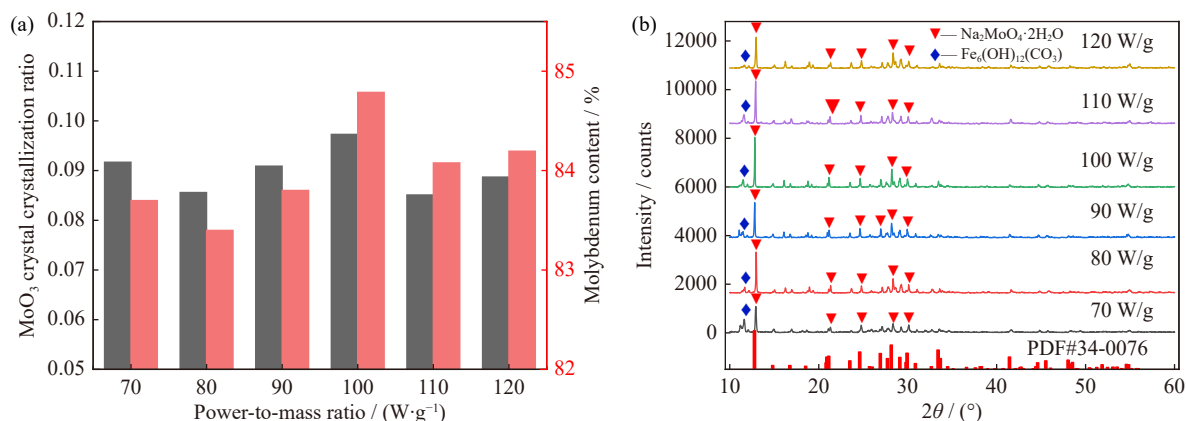 (a)
0.12
0.11
0.10
0.09
0.08
0.07
0.06
0.05
MoO₃ crystal crystallization ratio
85
84
83
82
Molybdenum content / %
70 80 90 100 110 120
Power-to-mass ratio / (W·g⁻¹)
(b)
— Na₂MoO₄·2H₂O
— Fe₆(OH)₁₂(CO₃)
12000
10000
8000
6000
4000
2000
0
Intensity / counts
120 W/g
110 W/g
100 W/g
90 W/g
80 W/g
70 W/g
PDF#34-0076
10 20 30 40 50 60
2θ / (°)